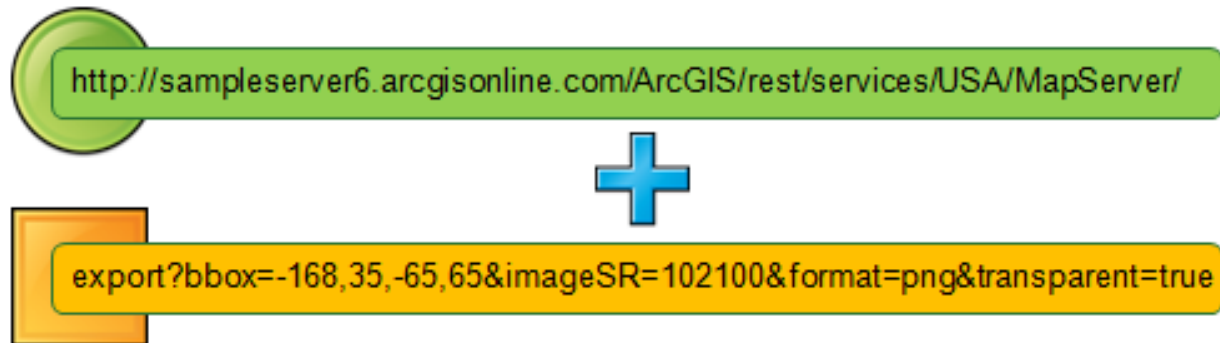 http://sampleserver6.arcgisonline.com/ArcGIS/rest/services/USA/MapServer/
export?bbox=-168,35,-65,65&imageSR=102100&format=png&transparent=true